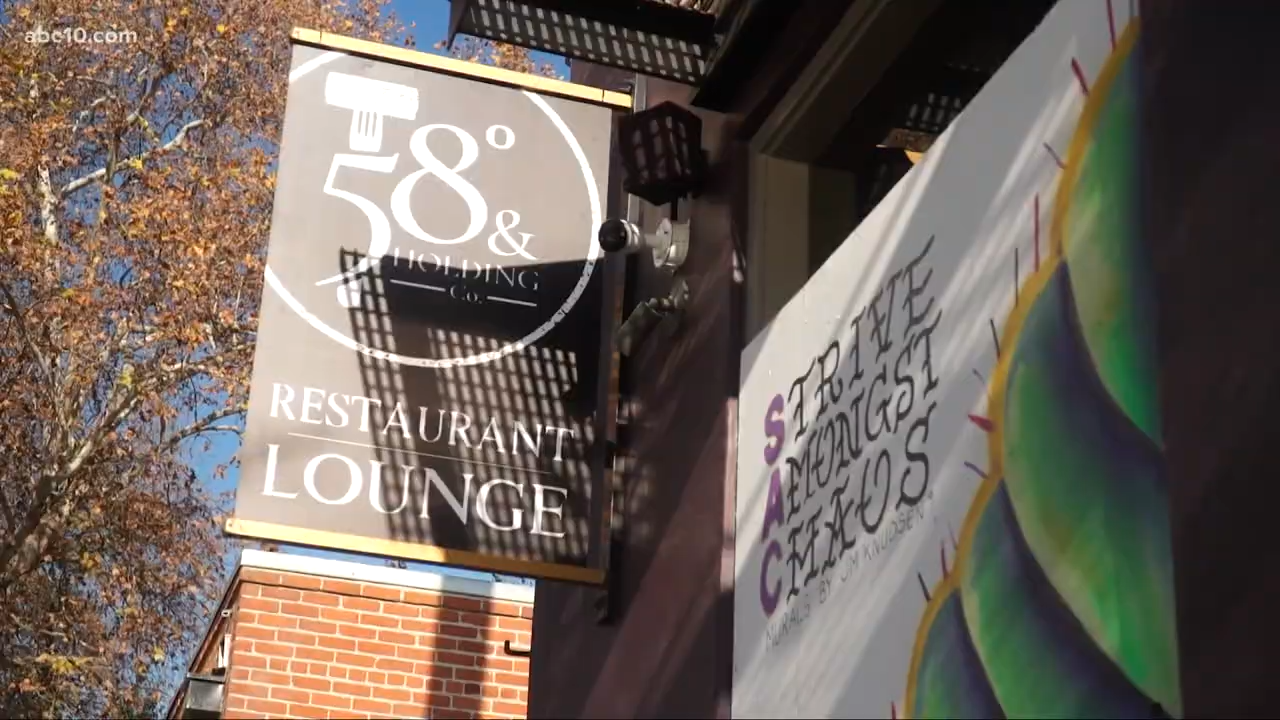 abc10.com
58° &
HOLDING
Co.
RESTAURANT
LOUNGE
STRIVE
AMONGST
CHAOS
MURALS BY JM KNUDSEN